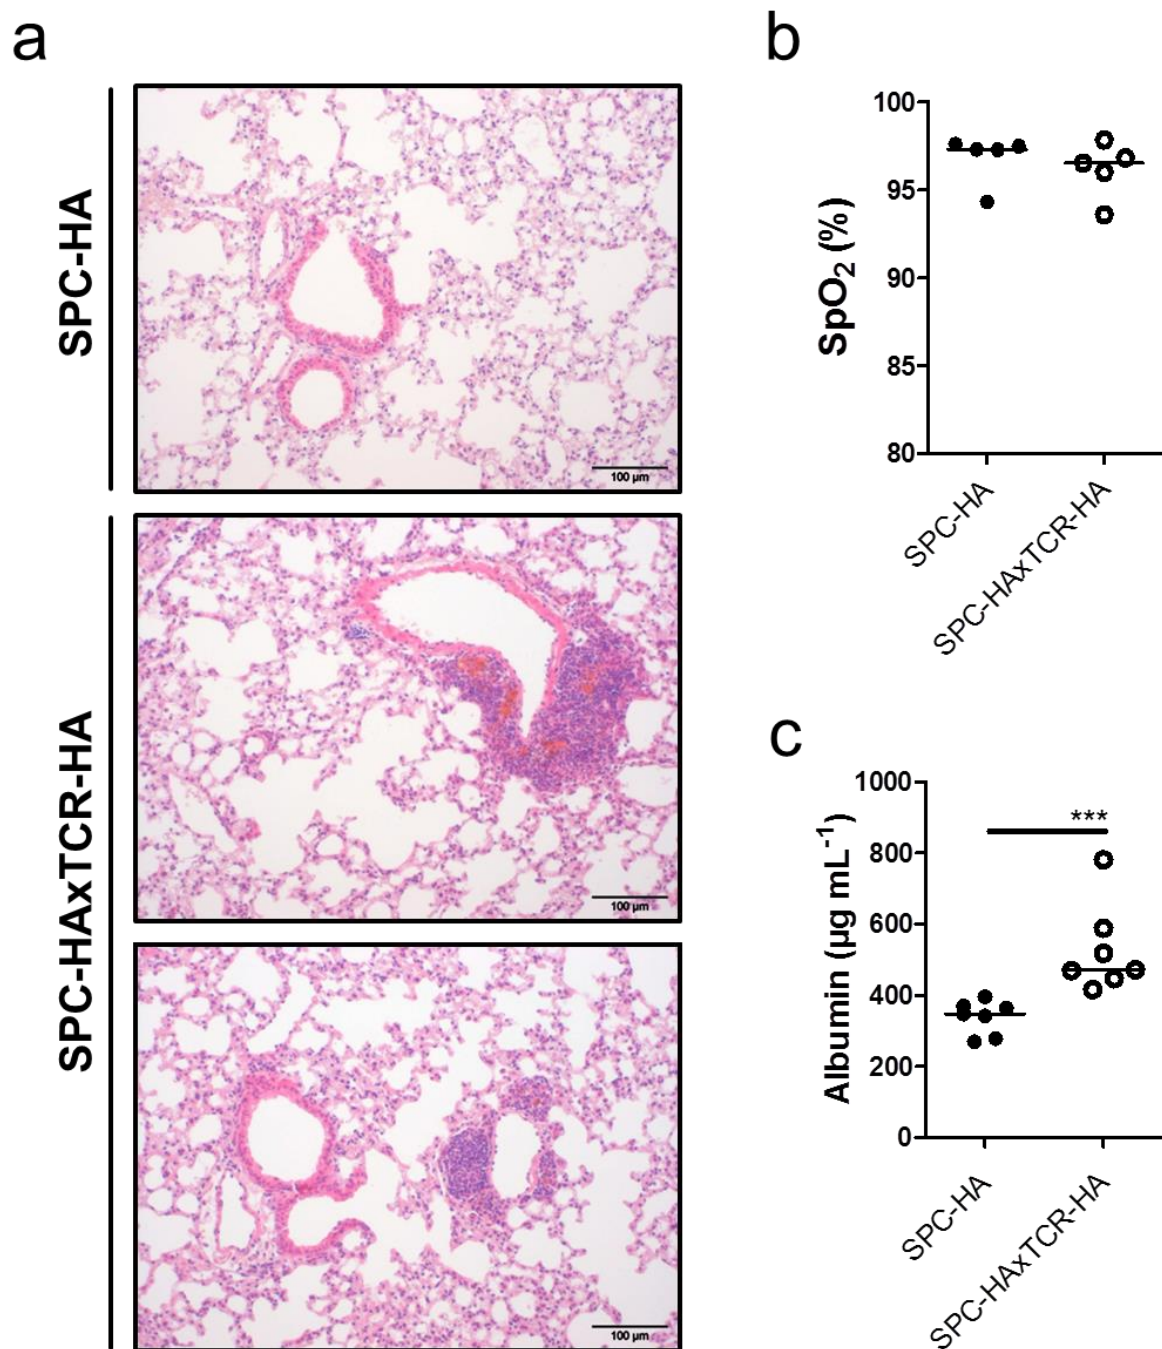 a
SPC-HA
100 µm
SPC-HAxTCR-HA
100 µm
100 µm
b
SpO₂ (%)
100
95
90
85
80
SPC-HA
SPC-HAxTCR-HA
c
Albumin (µg mL⁻¹)
1000
800
600
400
200
0
***
SPC-HA
SPC-HAxTCR-HA